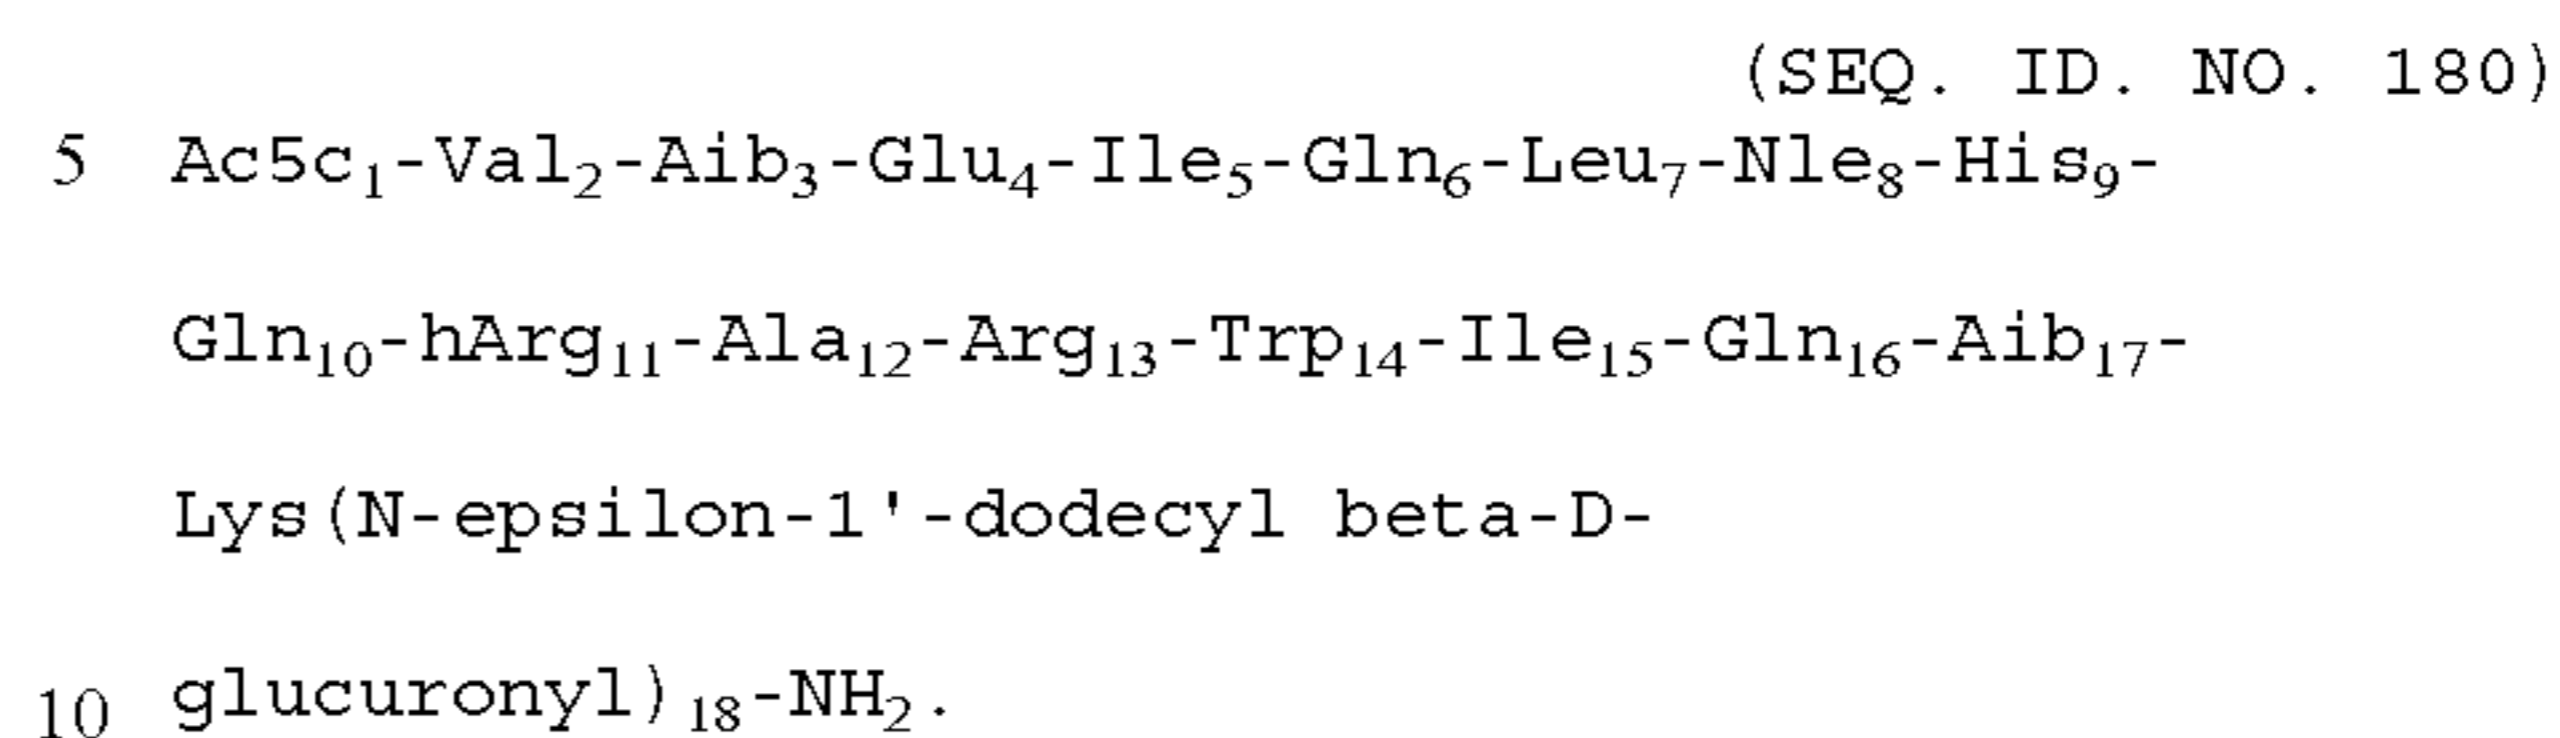 (SEQ. ID. NO. 180)
5 Ac5c₁-Val₂-Aib₃-Glu₄-Ile₅-Gln₆-Leu₇-Nle₈-His₉-
Gln₁₀-hArg₁₁-Ala₁₂-Arg₁₃-Trp₁₄-Ile₁₅-Gln₁₆-Aib₁₇-
Lys(N-epsilon-1'-dodecyl beta-D-
10 glucuronyl)₁₈-NH₂.